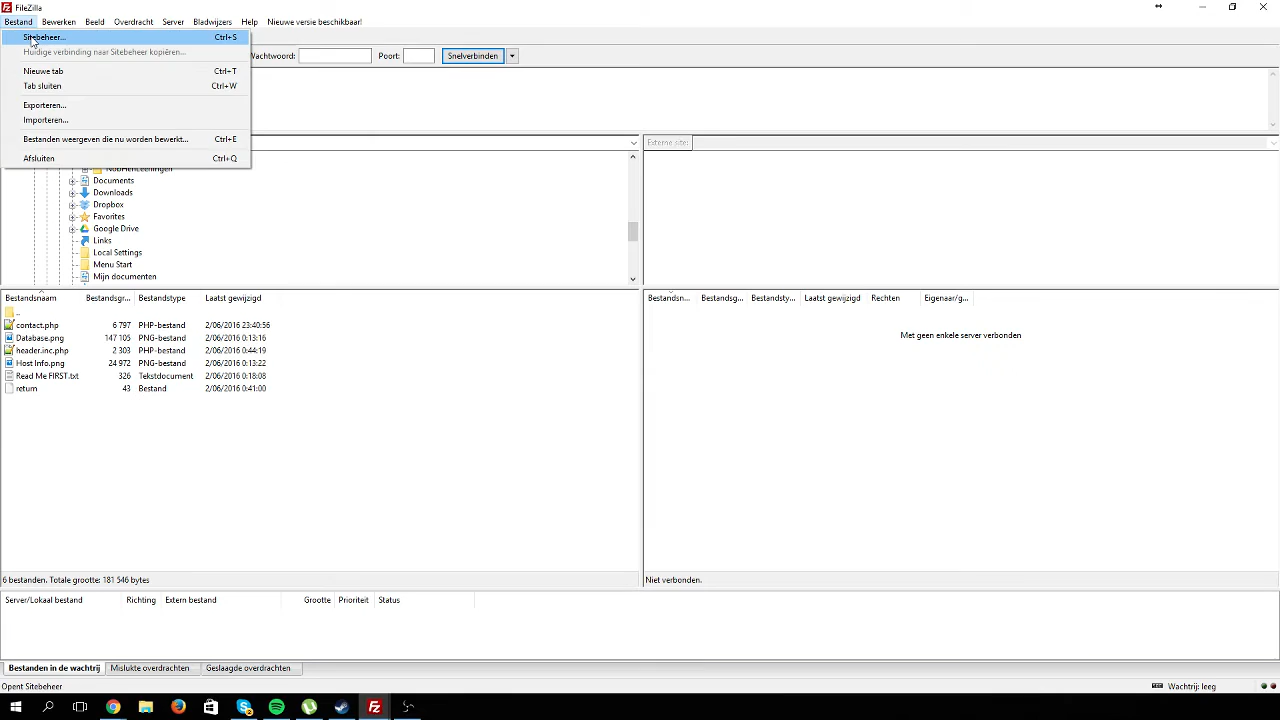 FileZilla
Bestand Bewerken Beeld Overdracht Server Bladwijzers Help Nieuwe versie beschikbaar!
Sitebeheer... Ctrl+S
Huidige verbinding naar Sitebeheer kopiëren...
Nieuwe tab Ctrl+T
Tab sluiten Ctrl+W
Exporteren...
Importeren...
Bestanden weergeven die nu worden bewerkt... Ctrl+E
Afsluiten Ctrl+Q
Wachtwoord: Poort: Snelverbinden
Externe site:
Documents
Downloads
Dropbox
Favorites
Google Drive
Links
Local Settings
Menu Start
Mijn documenten
Bestandsnaam Bestandsgr... Bestandstype Laatst gewijzigd
..
contact.php 6 797 PHP-bestand 2/06/2016 23:40:56
Database.png 147 105 PNG-bestand 2/06/2016 0:13:16
header.inc.php 2 303 PHP-bestand 2/06/2016 0:44:19
Host Info.png 24 972 PNG-bestand 2/06/2016 0:13:22
Read Me FIRST.txt 326 Tekstdocument 2/06/2016 0:18:08
return 43 Bestand 2/06/2016 0:41:00
6 bestanden. Totale grootte: 181 546 bytes
Bestandsn... Bestandsg... Bestandsty... Laatst gewijzigd Rechten Eigenaar/g...
Met geen enkele server verbonden
Niet verbonden.
Server/Lokaal bestand Richting Extern bestand Grootte Prioriteit Status
Bestanden in de wachtrij Mislukte overdrachten Geslaagde overdrachten
Opent Sitebeheer Wachtrij: leeg